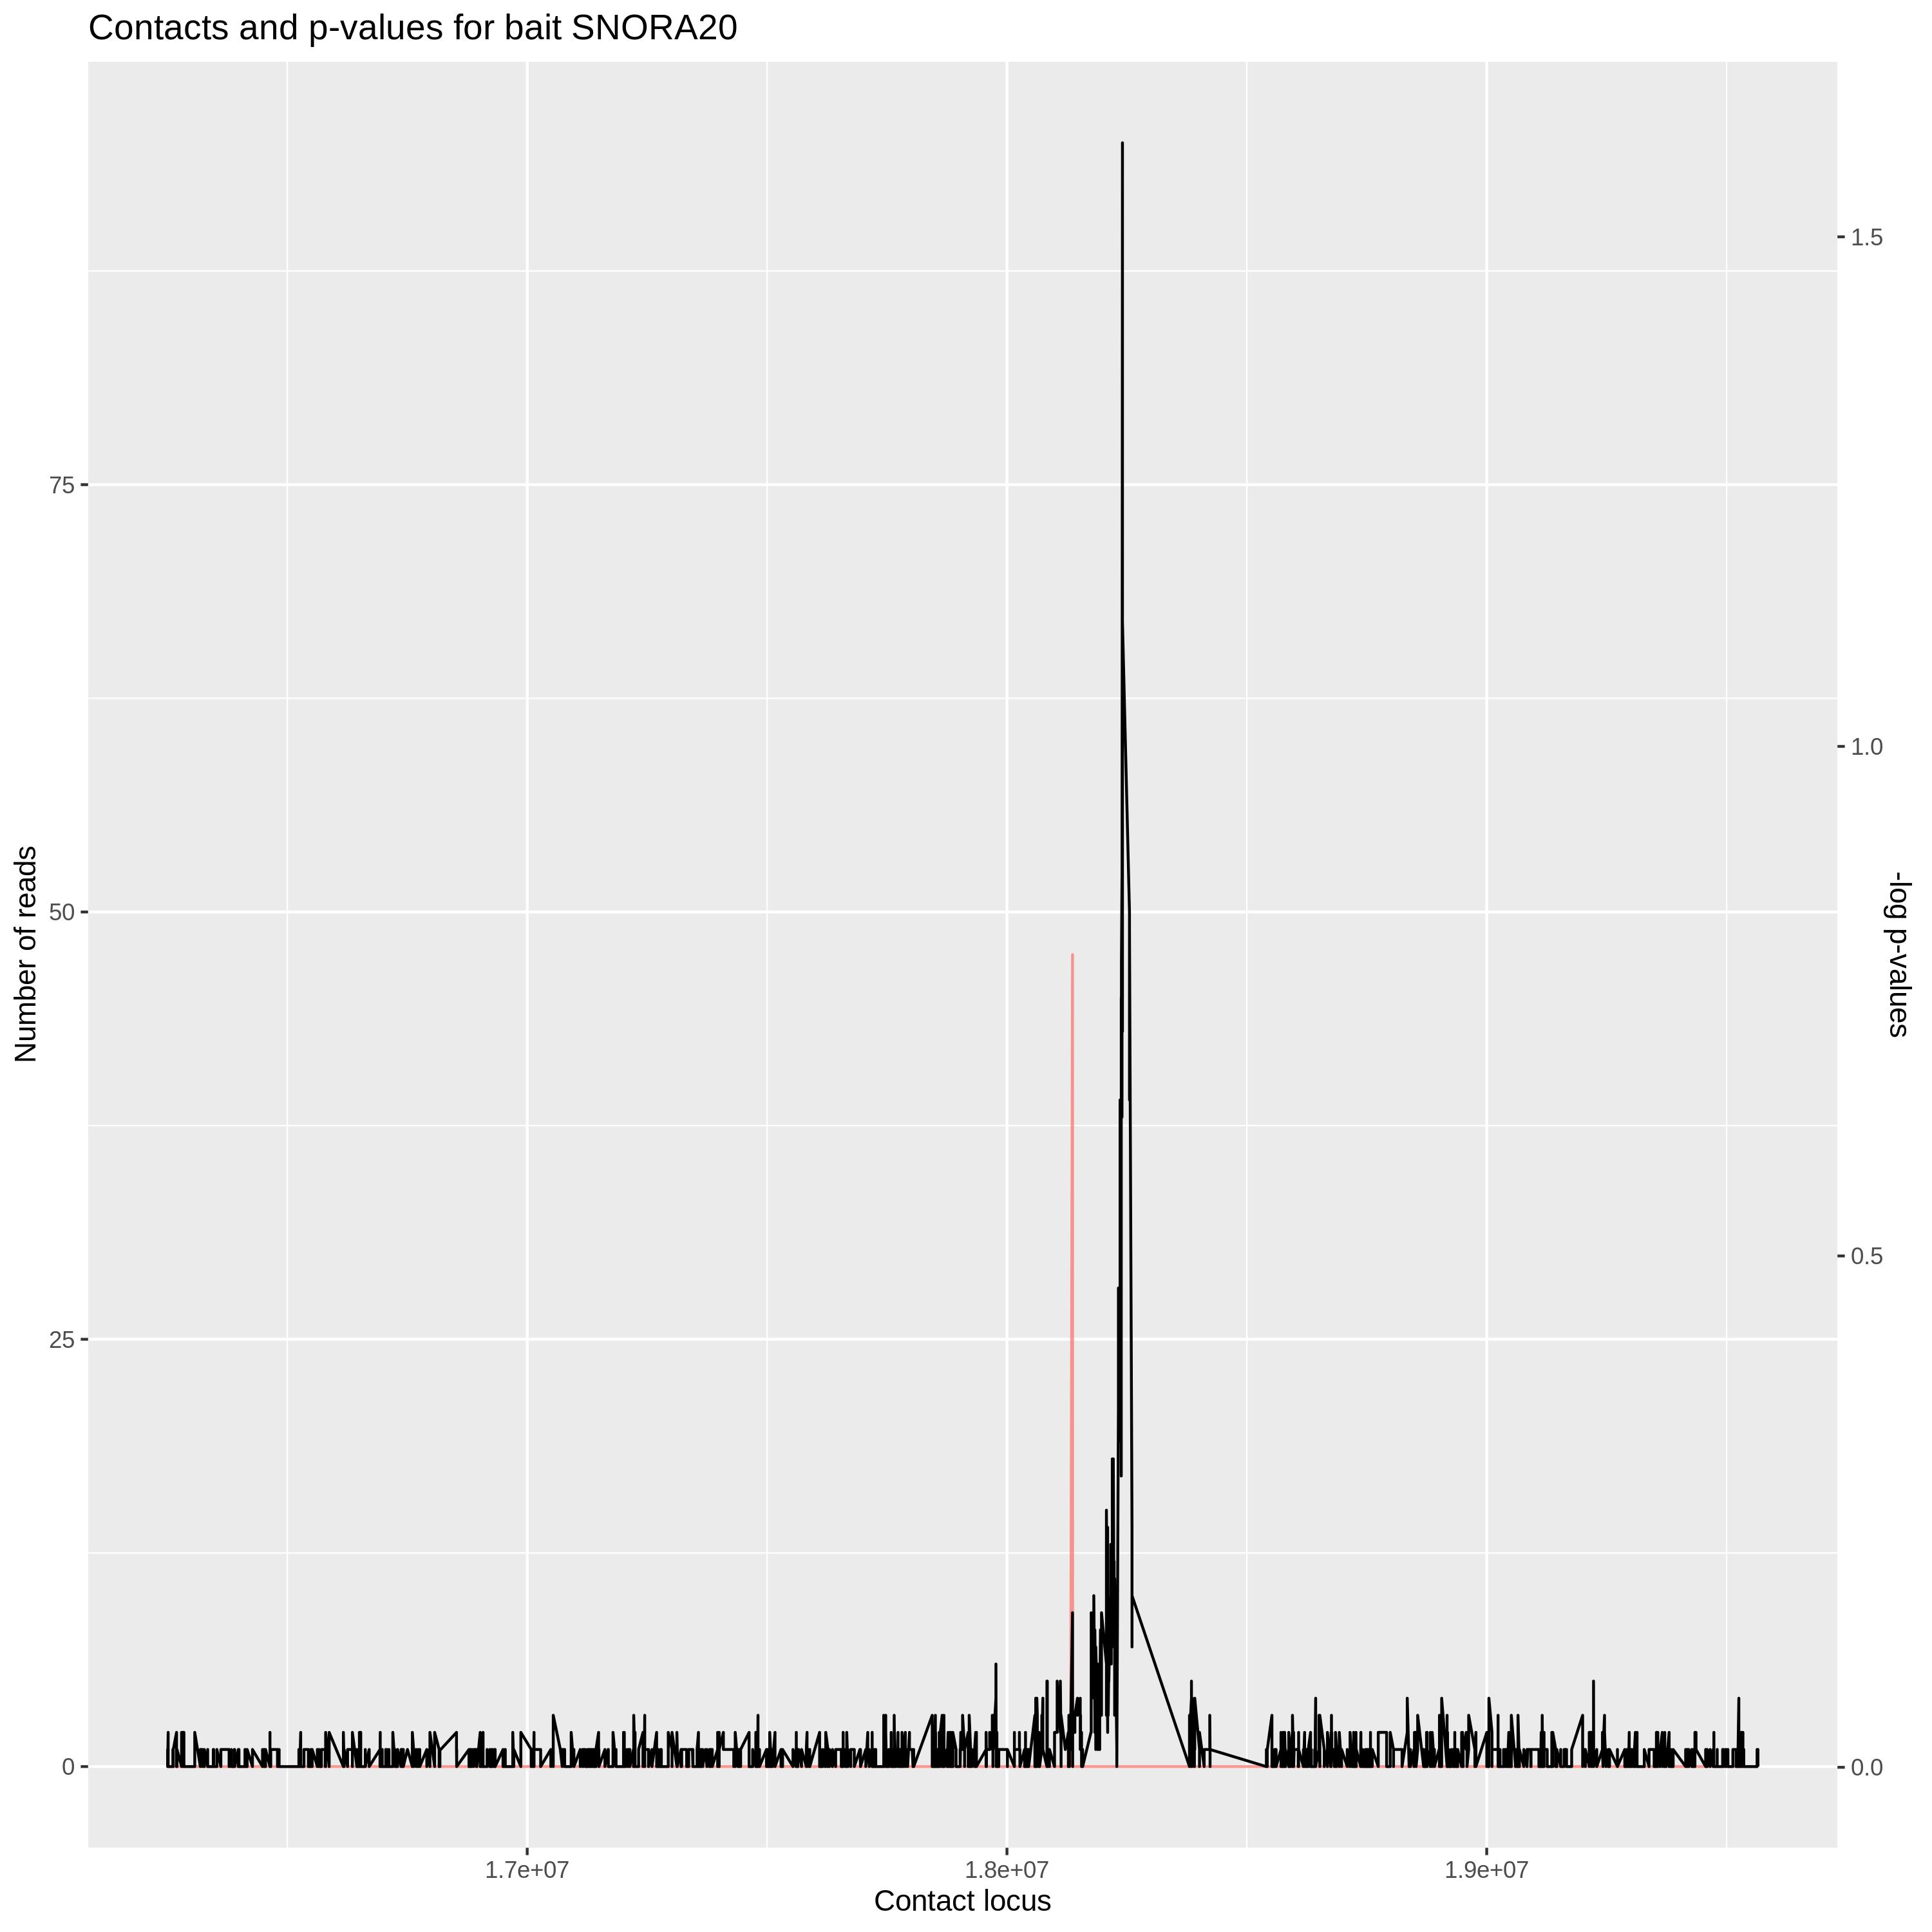 Contacts and p-values for bait SNORA20
Number of reads
75
50
25
0
1.5
1.0
0.5
0.0
-log p-values
1.7e+07
1.8e+07
1.9e+07
Contact locus